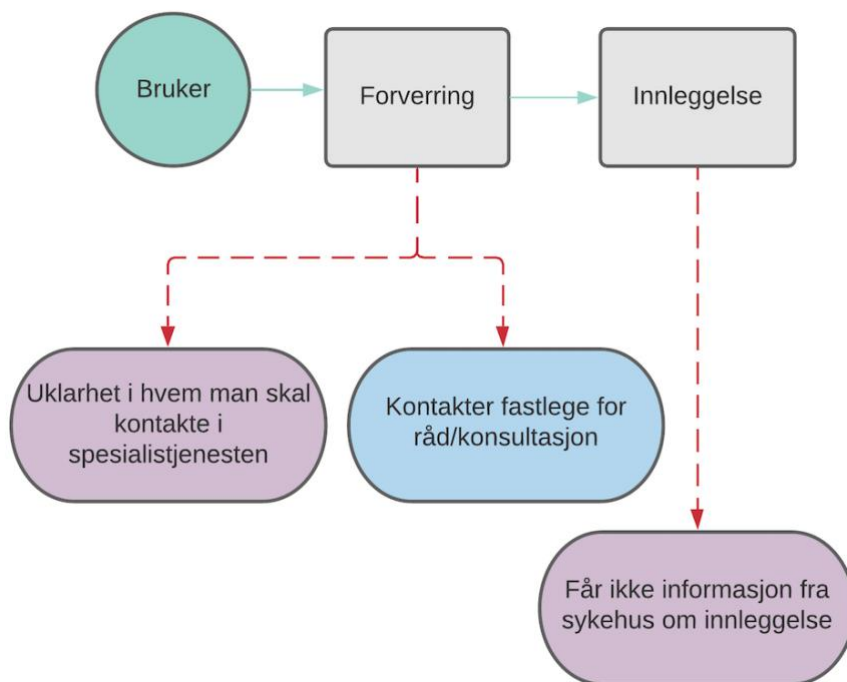 Bruker
Forverring
Innleggelse
Uklarhet i hvem man skal
kontakte i
spesialistjenesten
Kontakter fastlege for
råd/konsultasjon
Får ikke informasjon fra
sykehus om innleggelse